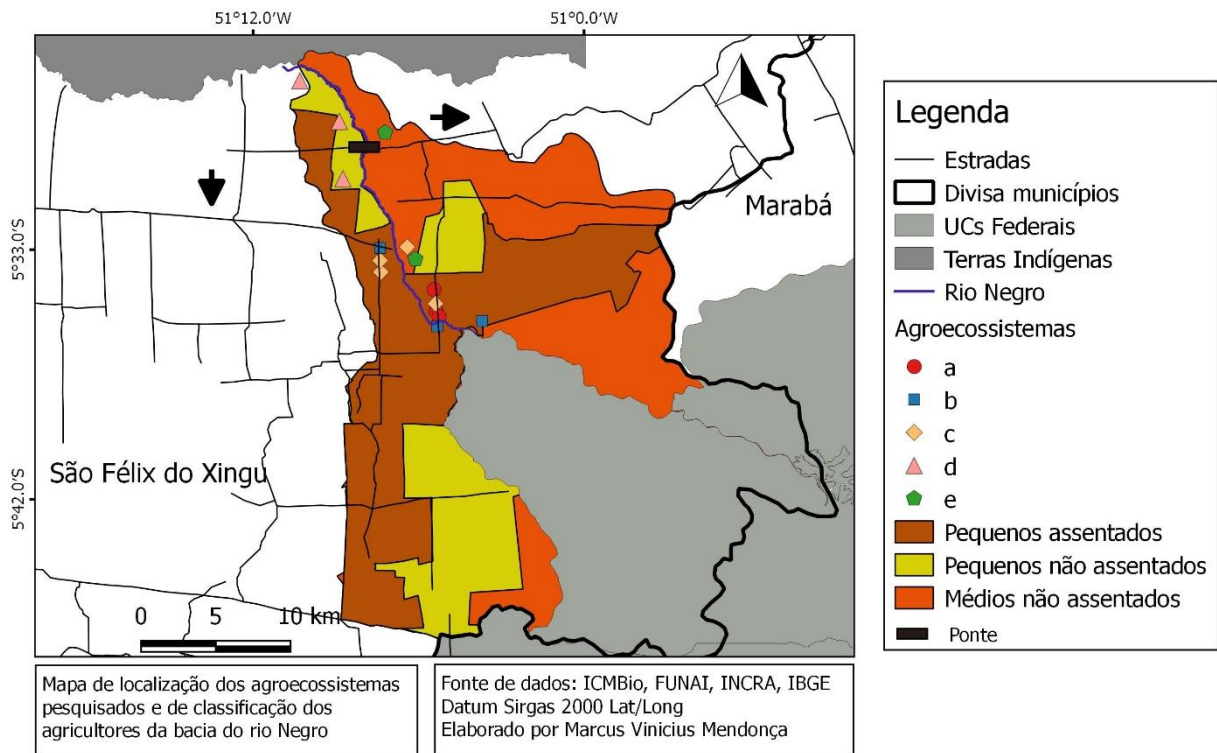 51°12.0'W
51°0.0'W
5°33.0'S
5°42.0'S
Marabá
São Félix do Xingu
0 5 10 km
Legenda
Estradas
Divisa municípios
UCs Federais
Terras Indígenas
Rio Negro
Agroecossistemas
a
b
c
d
e
Pequenos assentados
Pequenos não assentados
Médios não assentados
Ponte
Mapa de localização dos agroecossistemas
pesquisados e de classificação dos
agricultores da bacia do rio Negro
Fonte de dados: ICMBio, FUNAI, INCRA, IBGE
Datum Sirgas 2000 Lat/Long
Elaborado por Marcus Vinicius Mendonça